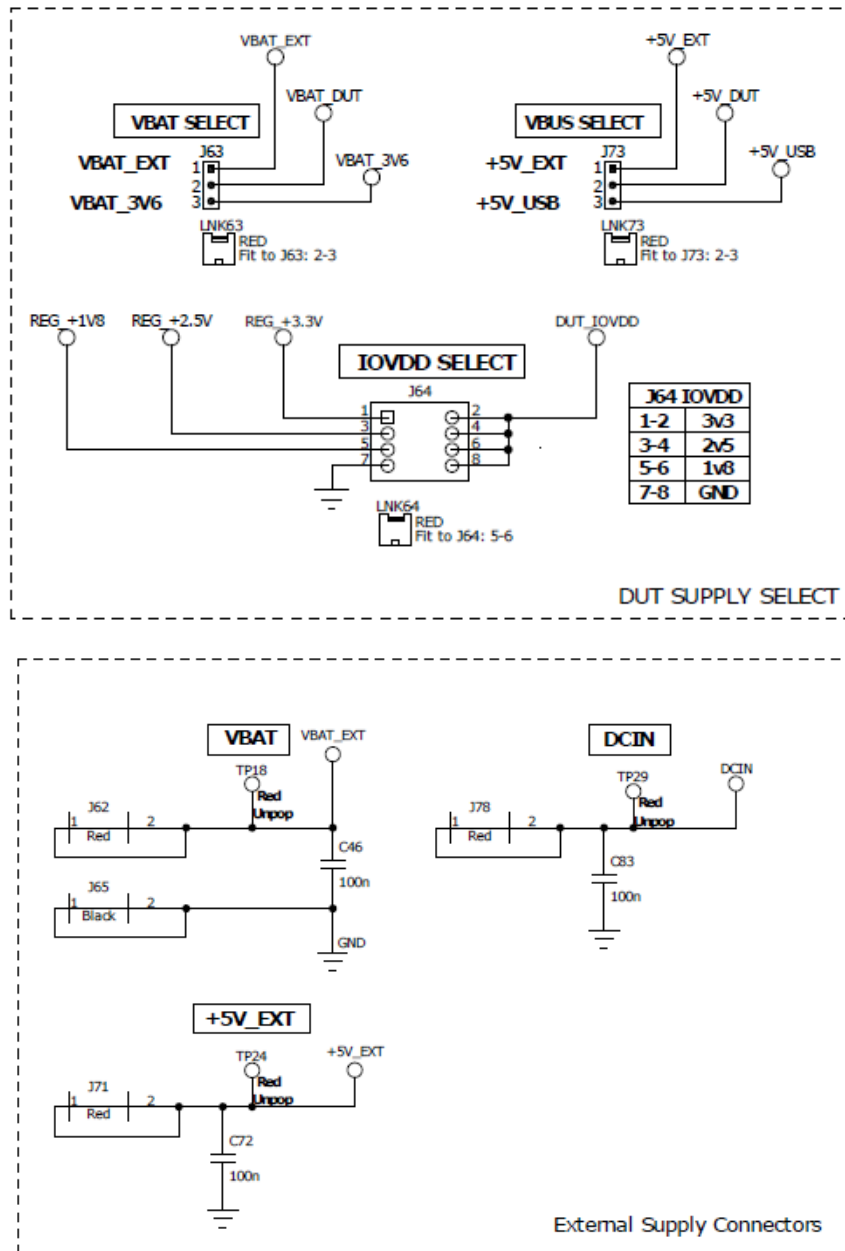 VBAT_EXT
VBAT_DUT
VBAT SELECT
J63
VBAT_3V6
VBAT_EXT
1
2
VBAT_3V6
3
LNK63
RED
Fit to J63: 2-3
+5V_EXT
+5V_DUT
VBUS SELECT
J73
+5V_USB
+5V_EXT
1
2
+5V_USB
3
LNK73
RED
Fit to J73: 2-3
REG_+1V8 REG_+2.5V REG_+3.3V DUT_IOVDD
IOVDD SELECT
J64
1 2
3 4
5 6
7 8
LNK64
RED
Fit to J64: 5-6
J64 IOVDD
1-2 3v3
3-4 2v5
5-6 1v8
7-8 GND
DUT SUPPLY SELECT
VBAT
VBAT_EXT
TP18
Red
Unpop
J62
1 2
Red
C46
100n
J65
1 2
Black
GND
DCIN
DCIN
TP29
Red
Unpop
J78
1 2
Red
C83
100n
+5V_EXT
TP24
+5V_EXT
Red
Unpop
J71
1 2
Red
C72
100n
External Supply Connectors